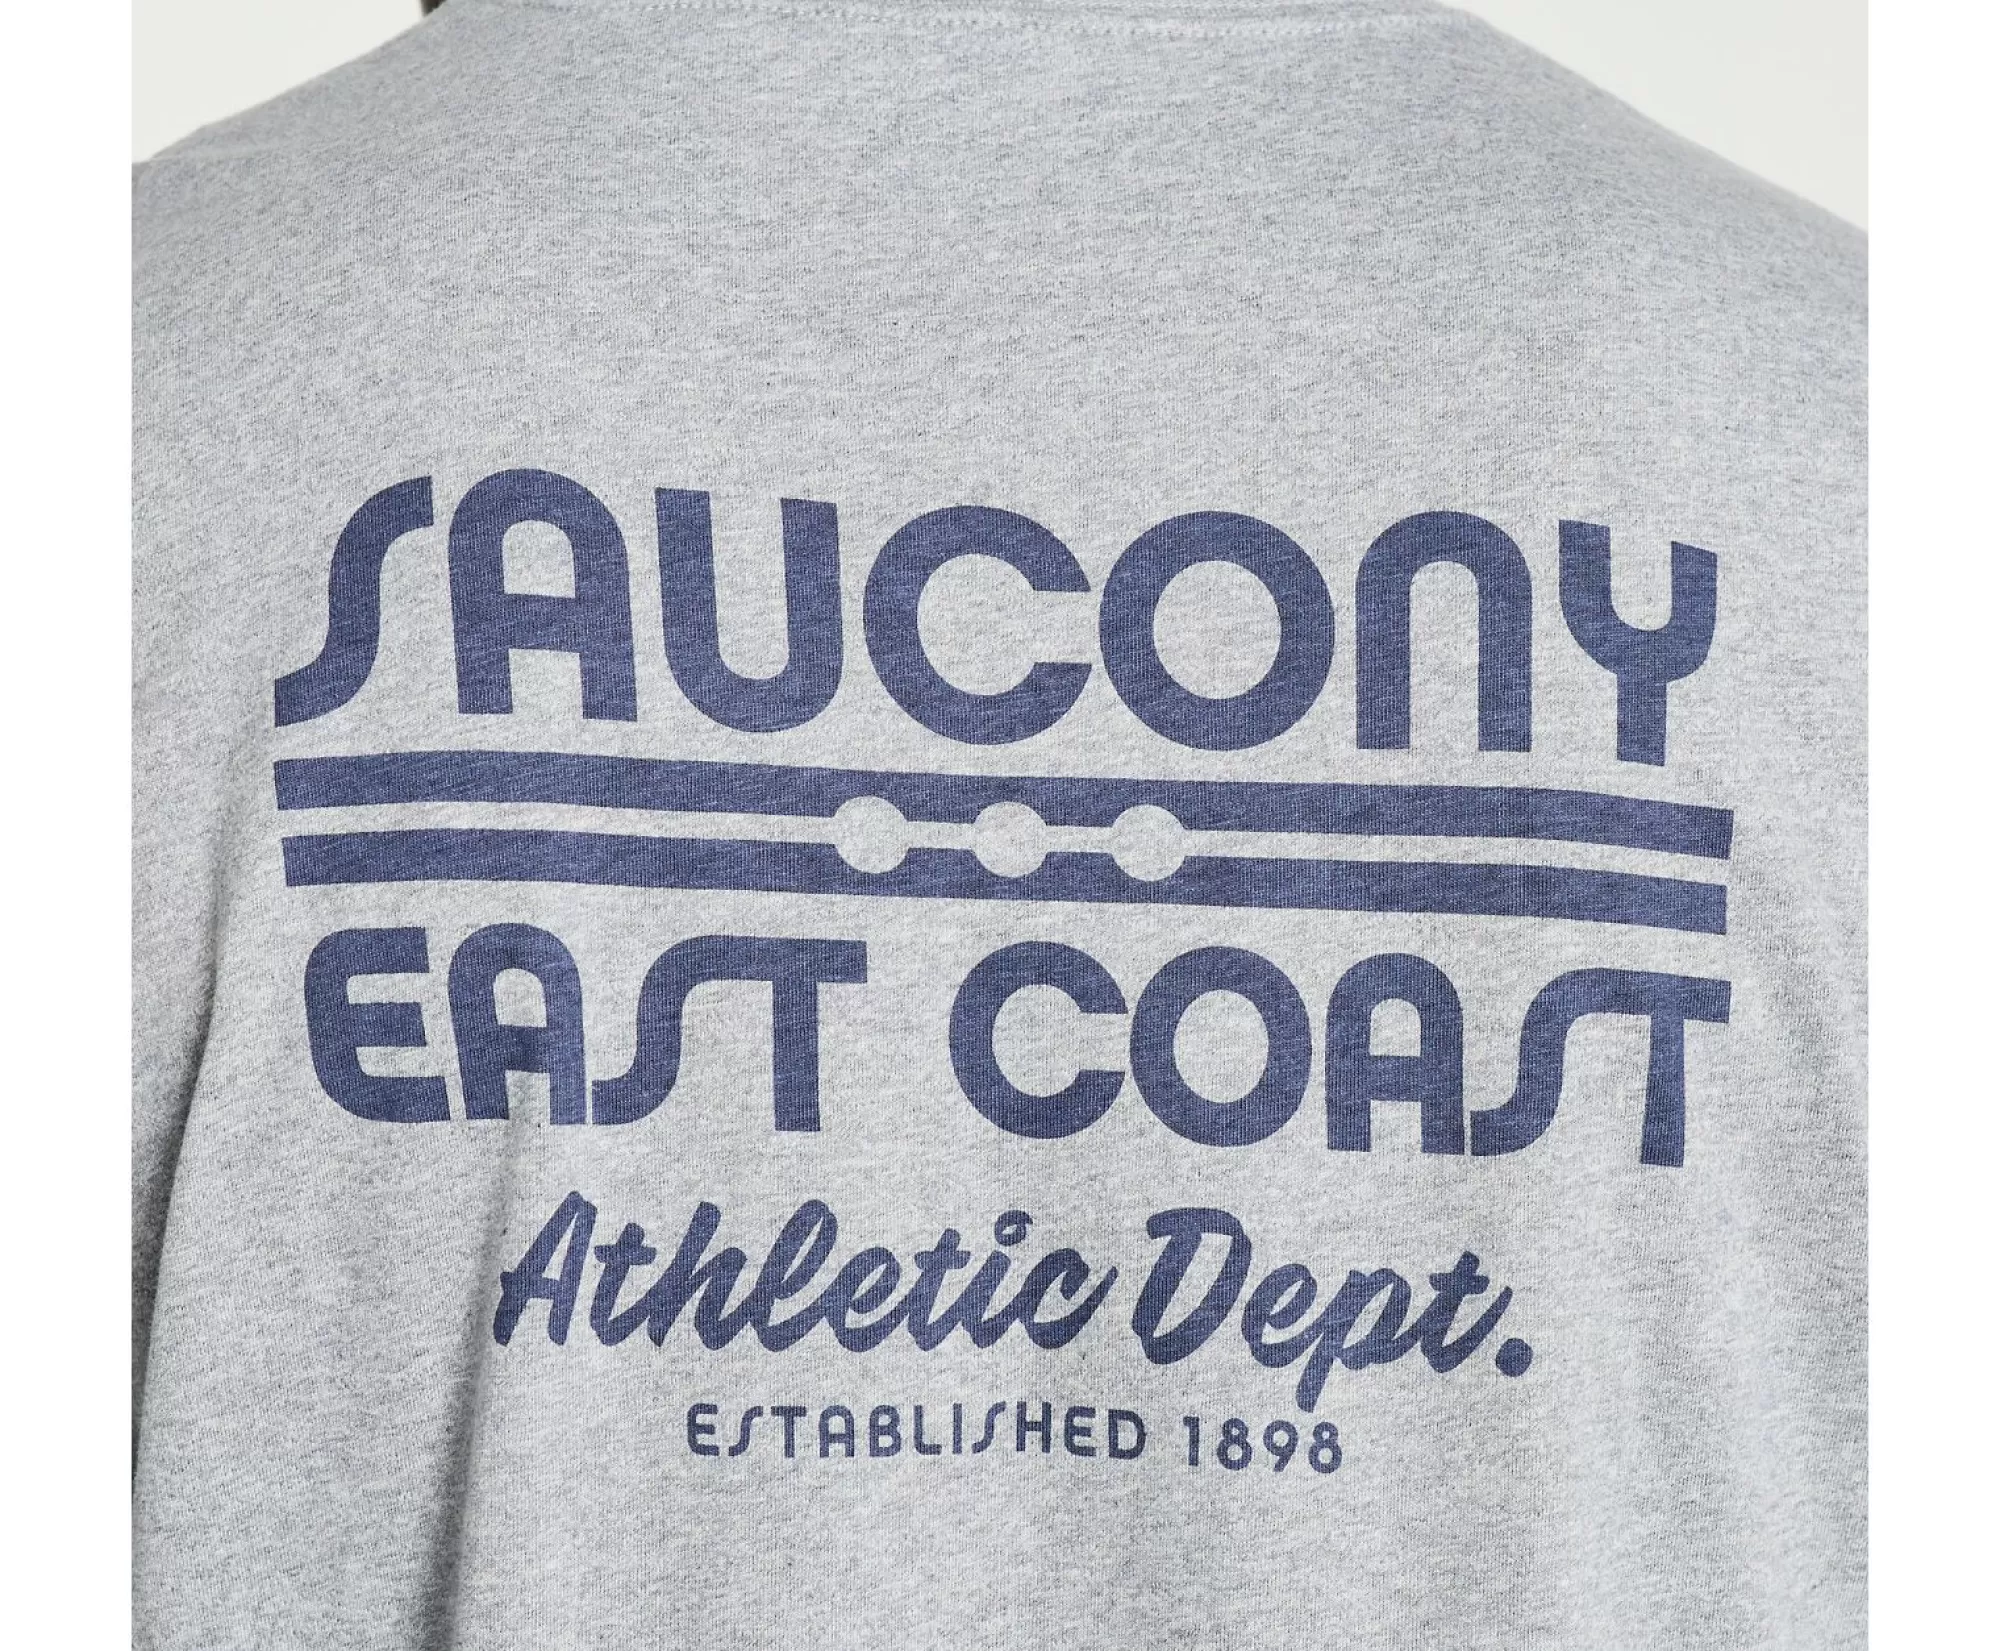 SAUCONY
EAST COAST
Athletic Dept.
ESTABLISHED 1898